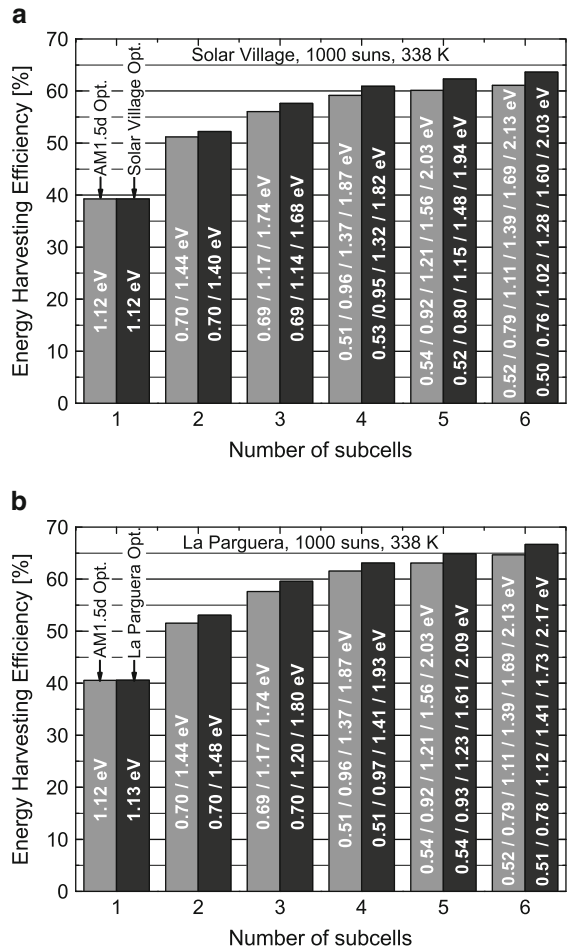 a
Solar Village, 1000 suns, 338 K
AM1.5d Opt.
Solar Village Opt.
Energy Harvesting Efficiency [%]
70
60
50
40
30
20
10
0
1.12 eV
1.12 eV
0.70 / 1.44 eV
0.70 / 1.40 eV
0.69 / 1.17 / 1.74 eV
0.69 / 1.14 / 1.68 eV
0.51 / 0.96 / 1.37 / 1.87 eV
0.53 /0.95 / 1.32 / 1.82 eV
0.54 / 0.92 / 1.21 / 1.56 / 2.03 eV
0.52 / 0.80 / 1.15 / 1.48 / 1.94 eV
0.52 / 0.79 / 1.11 / 1.39 / 1.69 / 2.13 eV
0.50 / 0.76 / 1.02 / 1.28 / 1.60 / 2.03 eV
1 2 3 4 5 6
Number of subcells
b
La Parguera, 1000 suns, 338 K
AM1.5d Opt.
La Parguera Opt.
Energy Harvesting Efficiency [%]
70
60
50
40
30
20
10
0
1.12 eV
1.13 eV
0.70 / 1.44 eV
0.70 / 1.48 eV
0.69 / 1.17 / 1.74 eV
0.70 / 1.20 / 1.80 eV
0.51 / 0.96 / 1.37 / 1.87 eV
0.51 / 0.97 / 1.41 / 1.93 eV
0.54 / 0.92 / 1.21 / 1.56 / 2.03 eV
0.54 / 0.93 / 1.23 / 1.61 / 2.09 eV
0.52 / 0.79 / 1.11 / 1.39 / 1.69 / 2.13 eV
0.51 / 0.78 / 1.12 / 1.41 / 1.73 / 2.17 eV
1 2 3 4 5 6
Number of subcells